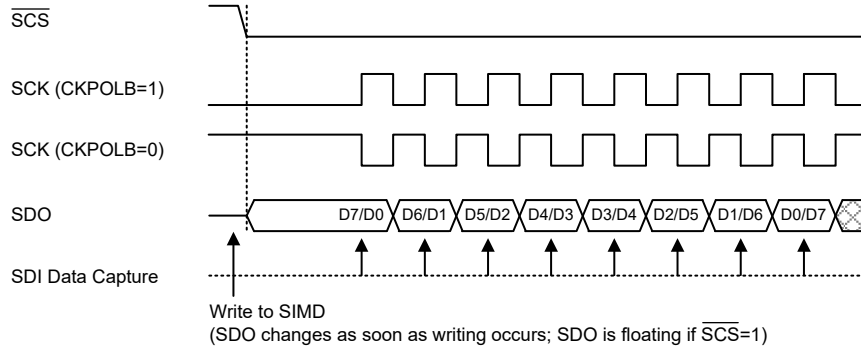 S̅C̅S̅
SCK (CKPOLB=1)
SCK (CKPOLB=0)
SDO D7/D0 D6/D1 D5/D2 D4/D3 D3/D4 D2/D5 D1/D6 D0/D7
SDI Data Capture
Write to SIMD
(SDO changes as soon as writing occurs; SDO is floating if S̅C̅S̅=1)